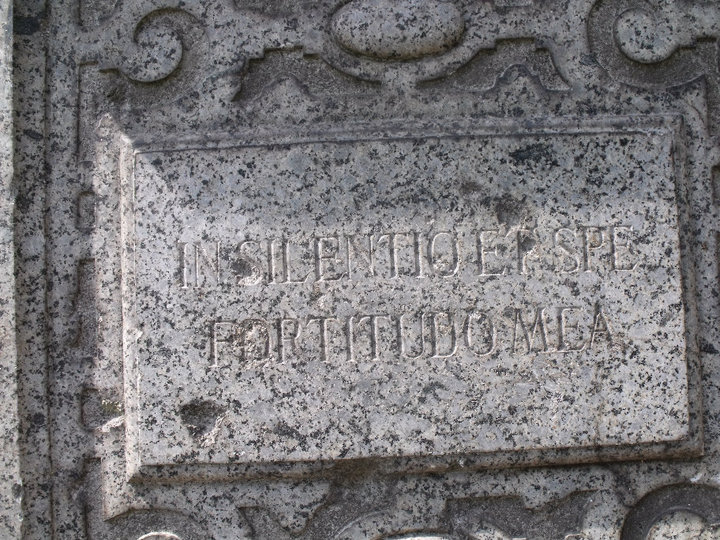 IN SILENTIO ET SPE
FORTITUDO MEA